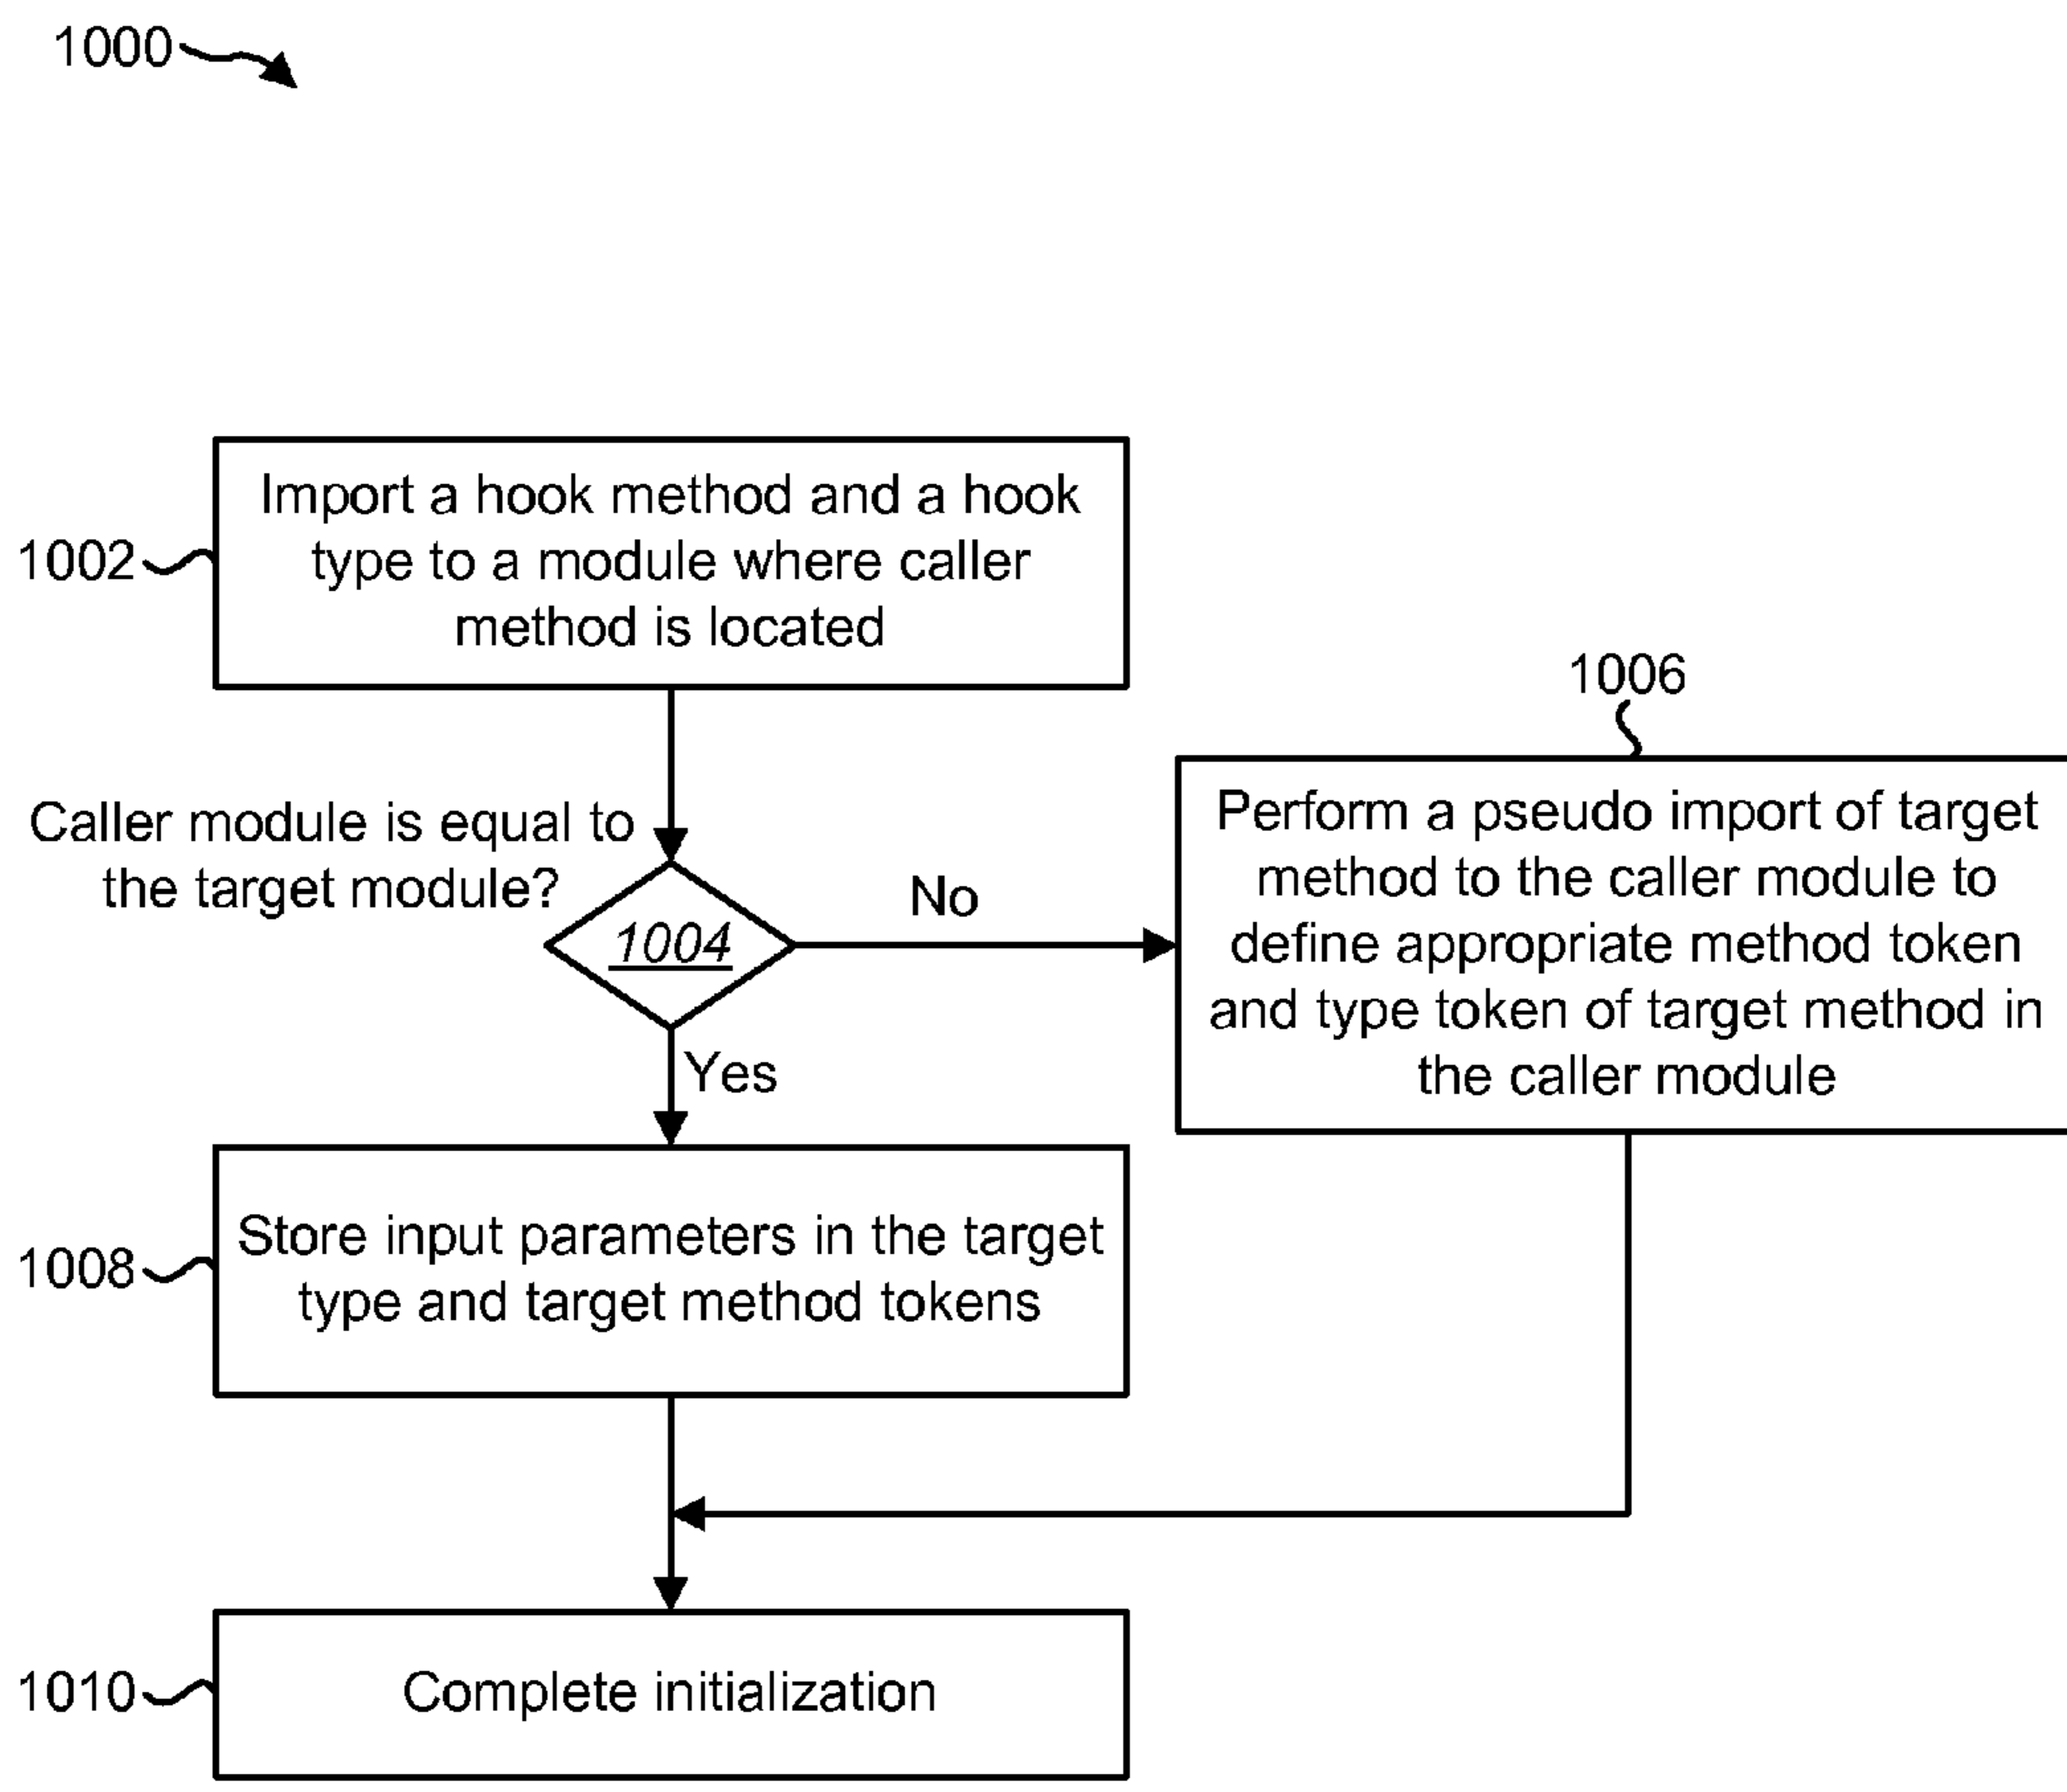 1000
Import a hook method and a hook
type to a module where caller
method is located
1002
1006
Caller module is equal to
the target module?
1004
No
Perform a pseudo import of target
method to the caller module to
define appropriate method token
and type token of target method in
the caller module
Yes
Store input parameters in the target
type and target method tokens
1008
Complete initialization
1010